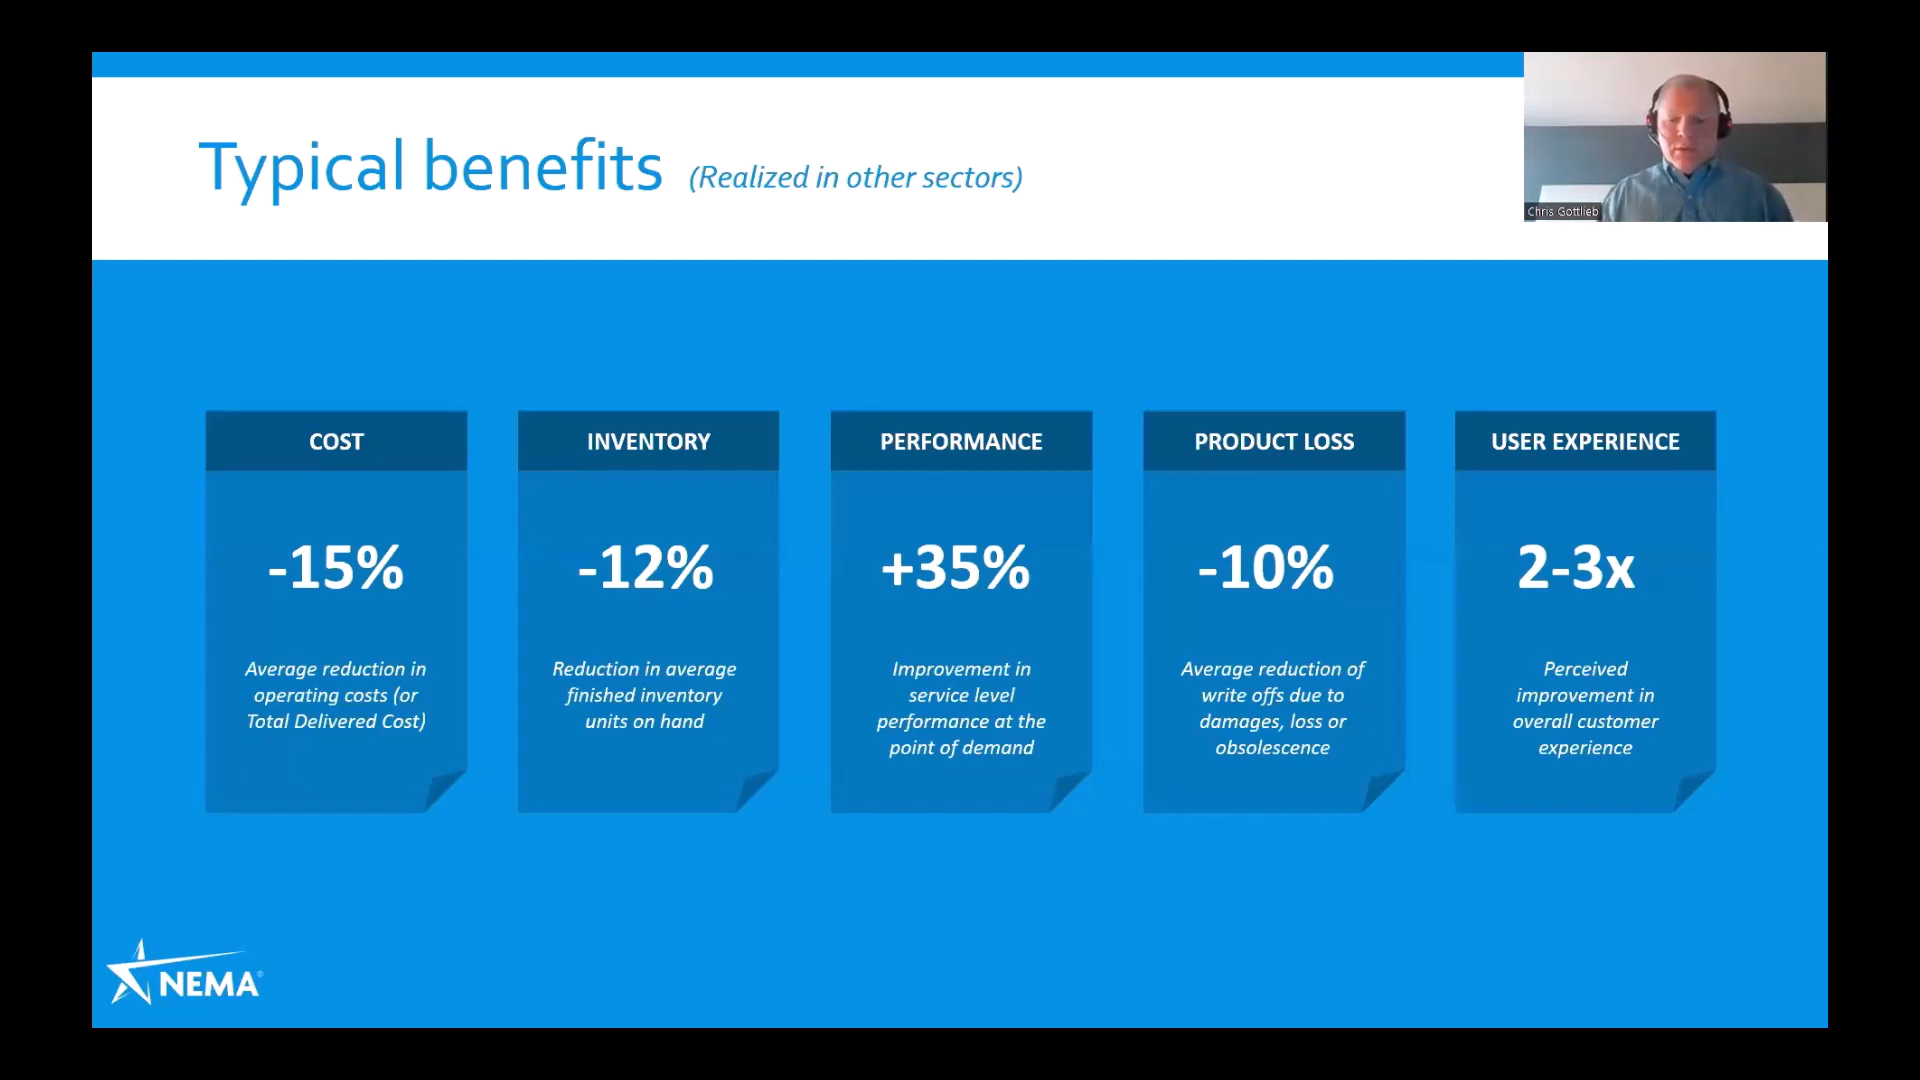 Typical benefits (Realized in other sectors)
Chris Gottlieb
COST
-15%
Average reduction in
operating costs (or
Total Delivered Cost)
INVENTORY
-12%
Reduction in average
finished inventory
units on hand
PERFORMANCE
+35%
Improvement in
service level
performance at the
point of demand
PRODUCT LOSS
-10%
Average reduction of
write offs due to
damages, loss or
obsolescence
USER EXPERIENCE
2-3x
Perceived
improvement in
overall customer
experience
NEMA®